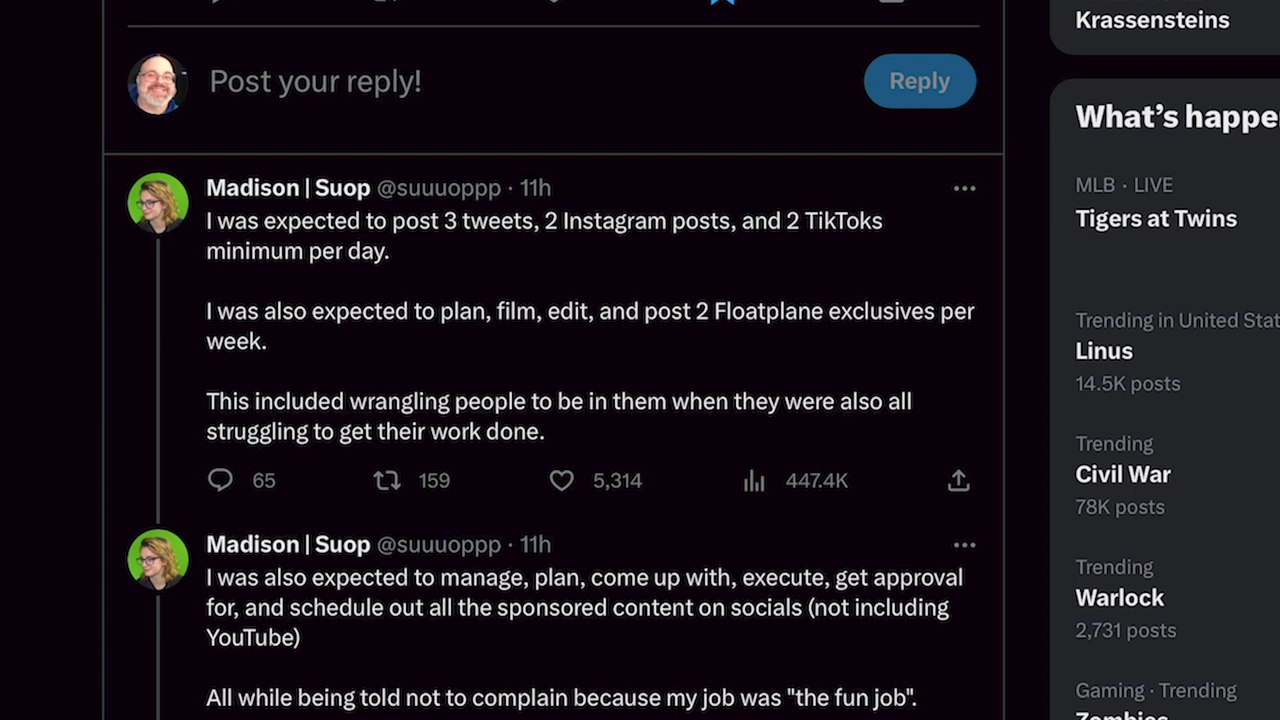 Krassensteins
Post your reply!
Reply
What's happe
Madison | Suop @suuuoppp · 11h
I was expected to post 3 tweets, 2 Instagram posts, and 2 TikToks
minimum per day.
I was also expected to plan, film, edit, and post 2 Floatplane exclusives per
week.
This included wrangling people to be in them when they were also all
struggling to get their work done.
65 159 5,314 447.4K
Madison | Suop @suuuoppp · 11h
I was also expected to manage, plan, come up with, execute, get approval
for, and schedule out all the sponsored content on socials (not including
YouTube)
All while being told not to complain because my job was "the fun job".
MLB · LIVE
Tigers at Twins
Trending in United Stat
Linus
14.5K posts
Trending
Civil War
78K posts
Trending
Warlock
2,731 posts
Gaming · Trending
Zombies